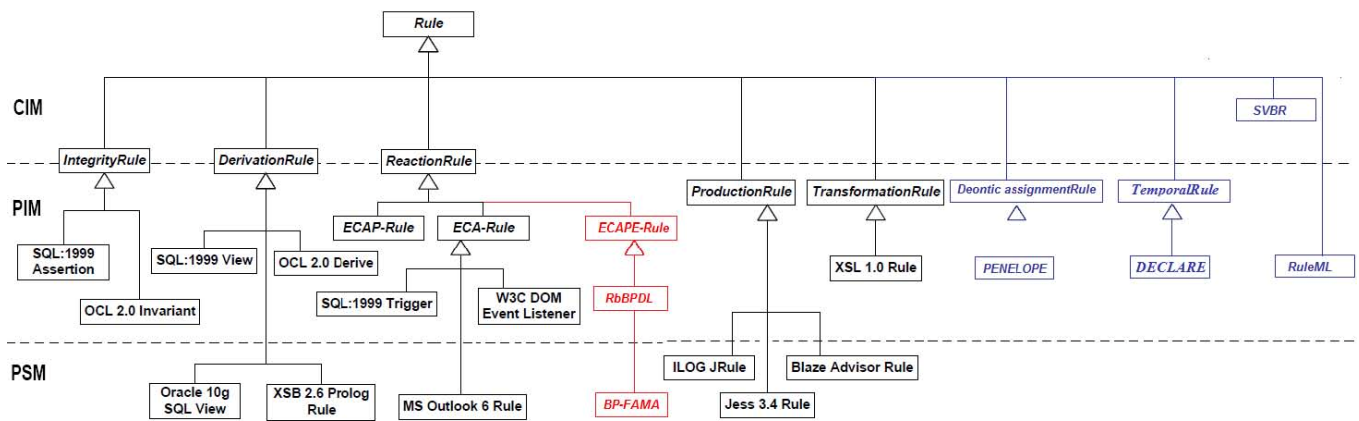 Rule
CIM
SVBR
IntegrityRule
DerivationRule
ReactionRule
PIM
ProductionRule
TransformationRule
Deontic assignmentRule
TemporalRule
ECAP-Rule
ECA-Rule
ECAPE-Rule
SQL:1999
Assertion
SQL:1999 View
OCL 2.0 Derive
XSL 1.0 Rule
PENELOPE
DECLARE
RuleML
OCL 2.0 Invariant
SQL:1999 Trigger
W3C DOM
Event Listener
RbBPDL
PSM
ILOG JRule
Blaze Advisor Rule
Oracle 10g
SQL View
XSB 2.6 Prolog
Rule
MS Outlook 6 Rule
BP-FAMA
Jess 3.4 Rule